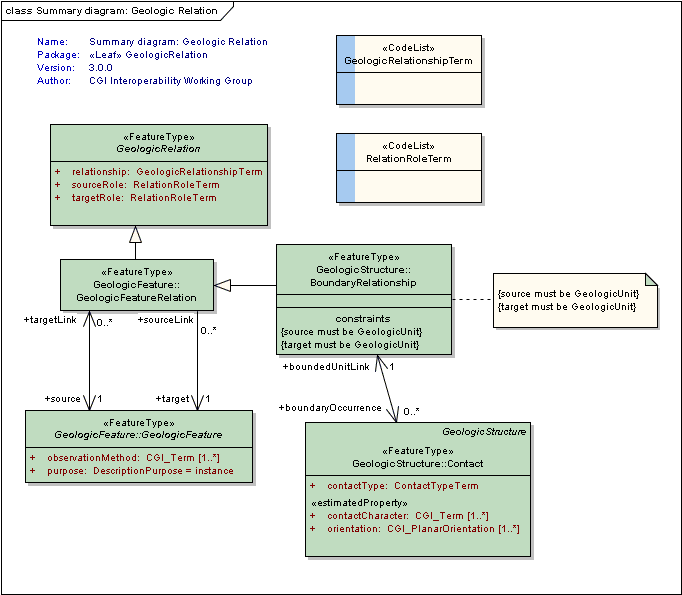 class Summary diagram: Geologic Relation
Name: Summary diagram: Geologic Relation
Package: «Leaf» GeologicRelation
Version: 3.0.0
Author: CGI Interoperability Working Group
«CodeList»
GeologicRelationshipTerm
«CodeList»
RelationRoleTerm
«FeatureType»
GeologicRelation
+ relationship: GeologicRelationshipTerm
+ sourceRole: RelationRoleTerm
+ targetRole: RelationRoleTerm
«FeatureType»
GeologicFeature::
GeologicFeatureRelation
«FeatureType»
GeologicStructure::
BoundaryRelationship
constraints
{source must be GeologicUnit}
{target must be GeologicUnit}
{source must be GeologicUnit}
{target must be GeologicUnit}
+targetLink 0..*
+sourceLink
0..*
+source 1
+target 1
+boundedUnitLink 1
+boundaryOccurrence 0..*
«FeatureType»
GeologicFeature::GeologicFeature
+ observationMethod: CGI_Term [1..*]
+ purpose: DescriptionPurpose = instance
GeologicStructure
«FeatureType»
GeologicStructure::Contact
+ contactType: ContactTypeTerm
«estimatedProperty»
+ contactCharacter: CGI_Term [1..*]
+ orientation: CGI_PlanarOrientation [1..*]